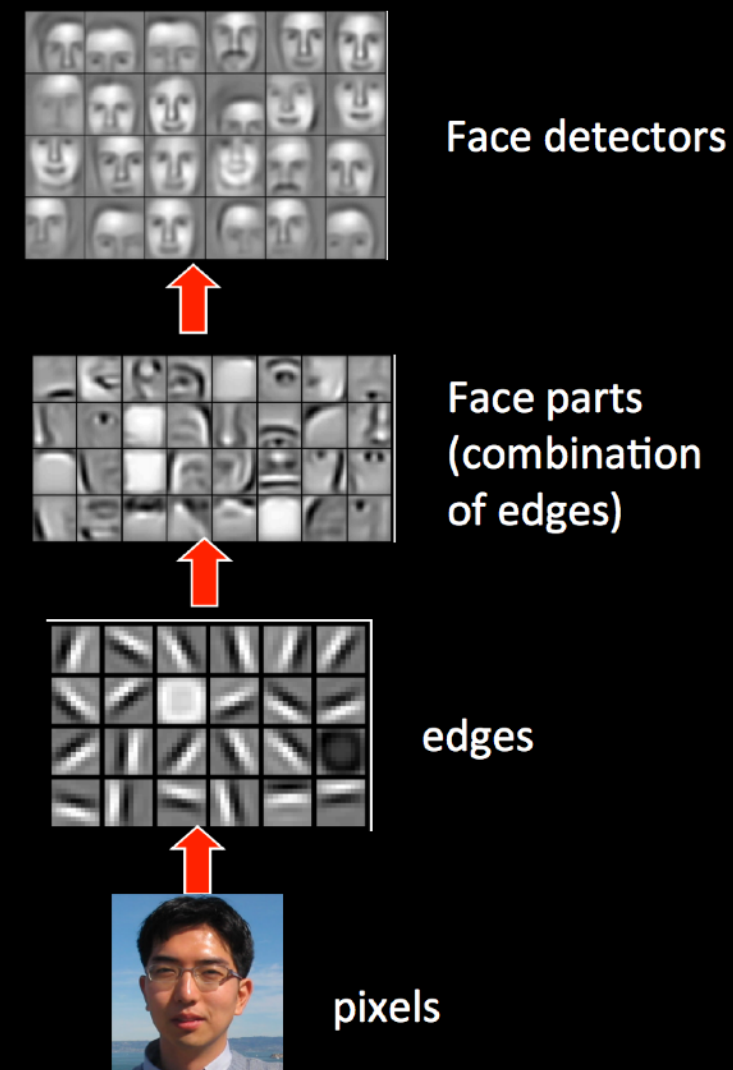 Face detectors
Face parts
(combination
of edges)
edges
pixels